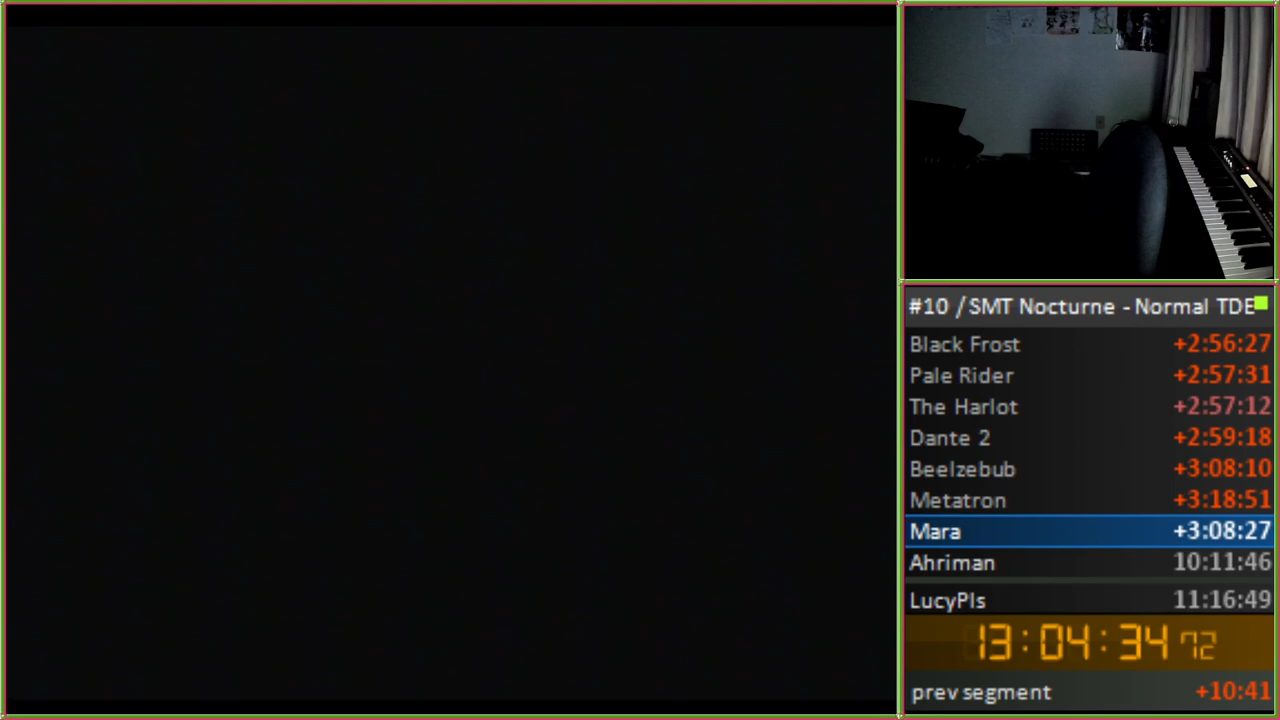 #10 / SMT Nocturne - Normal TDE
Black Frost +2:56:27
Pale Rider +2:57:31
The Harlot +2:57:12
Dante 2 +2:59:18
Beelzebub +3:08:10
Metatron +3:18:51
Mara +3:08:27
Ahriman 10:11:46
LucyPls 11:16:49
13:04:34 72
prev segment +10:41